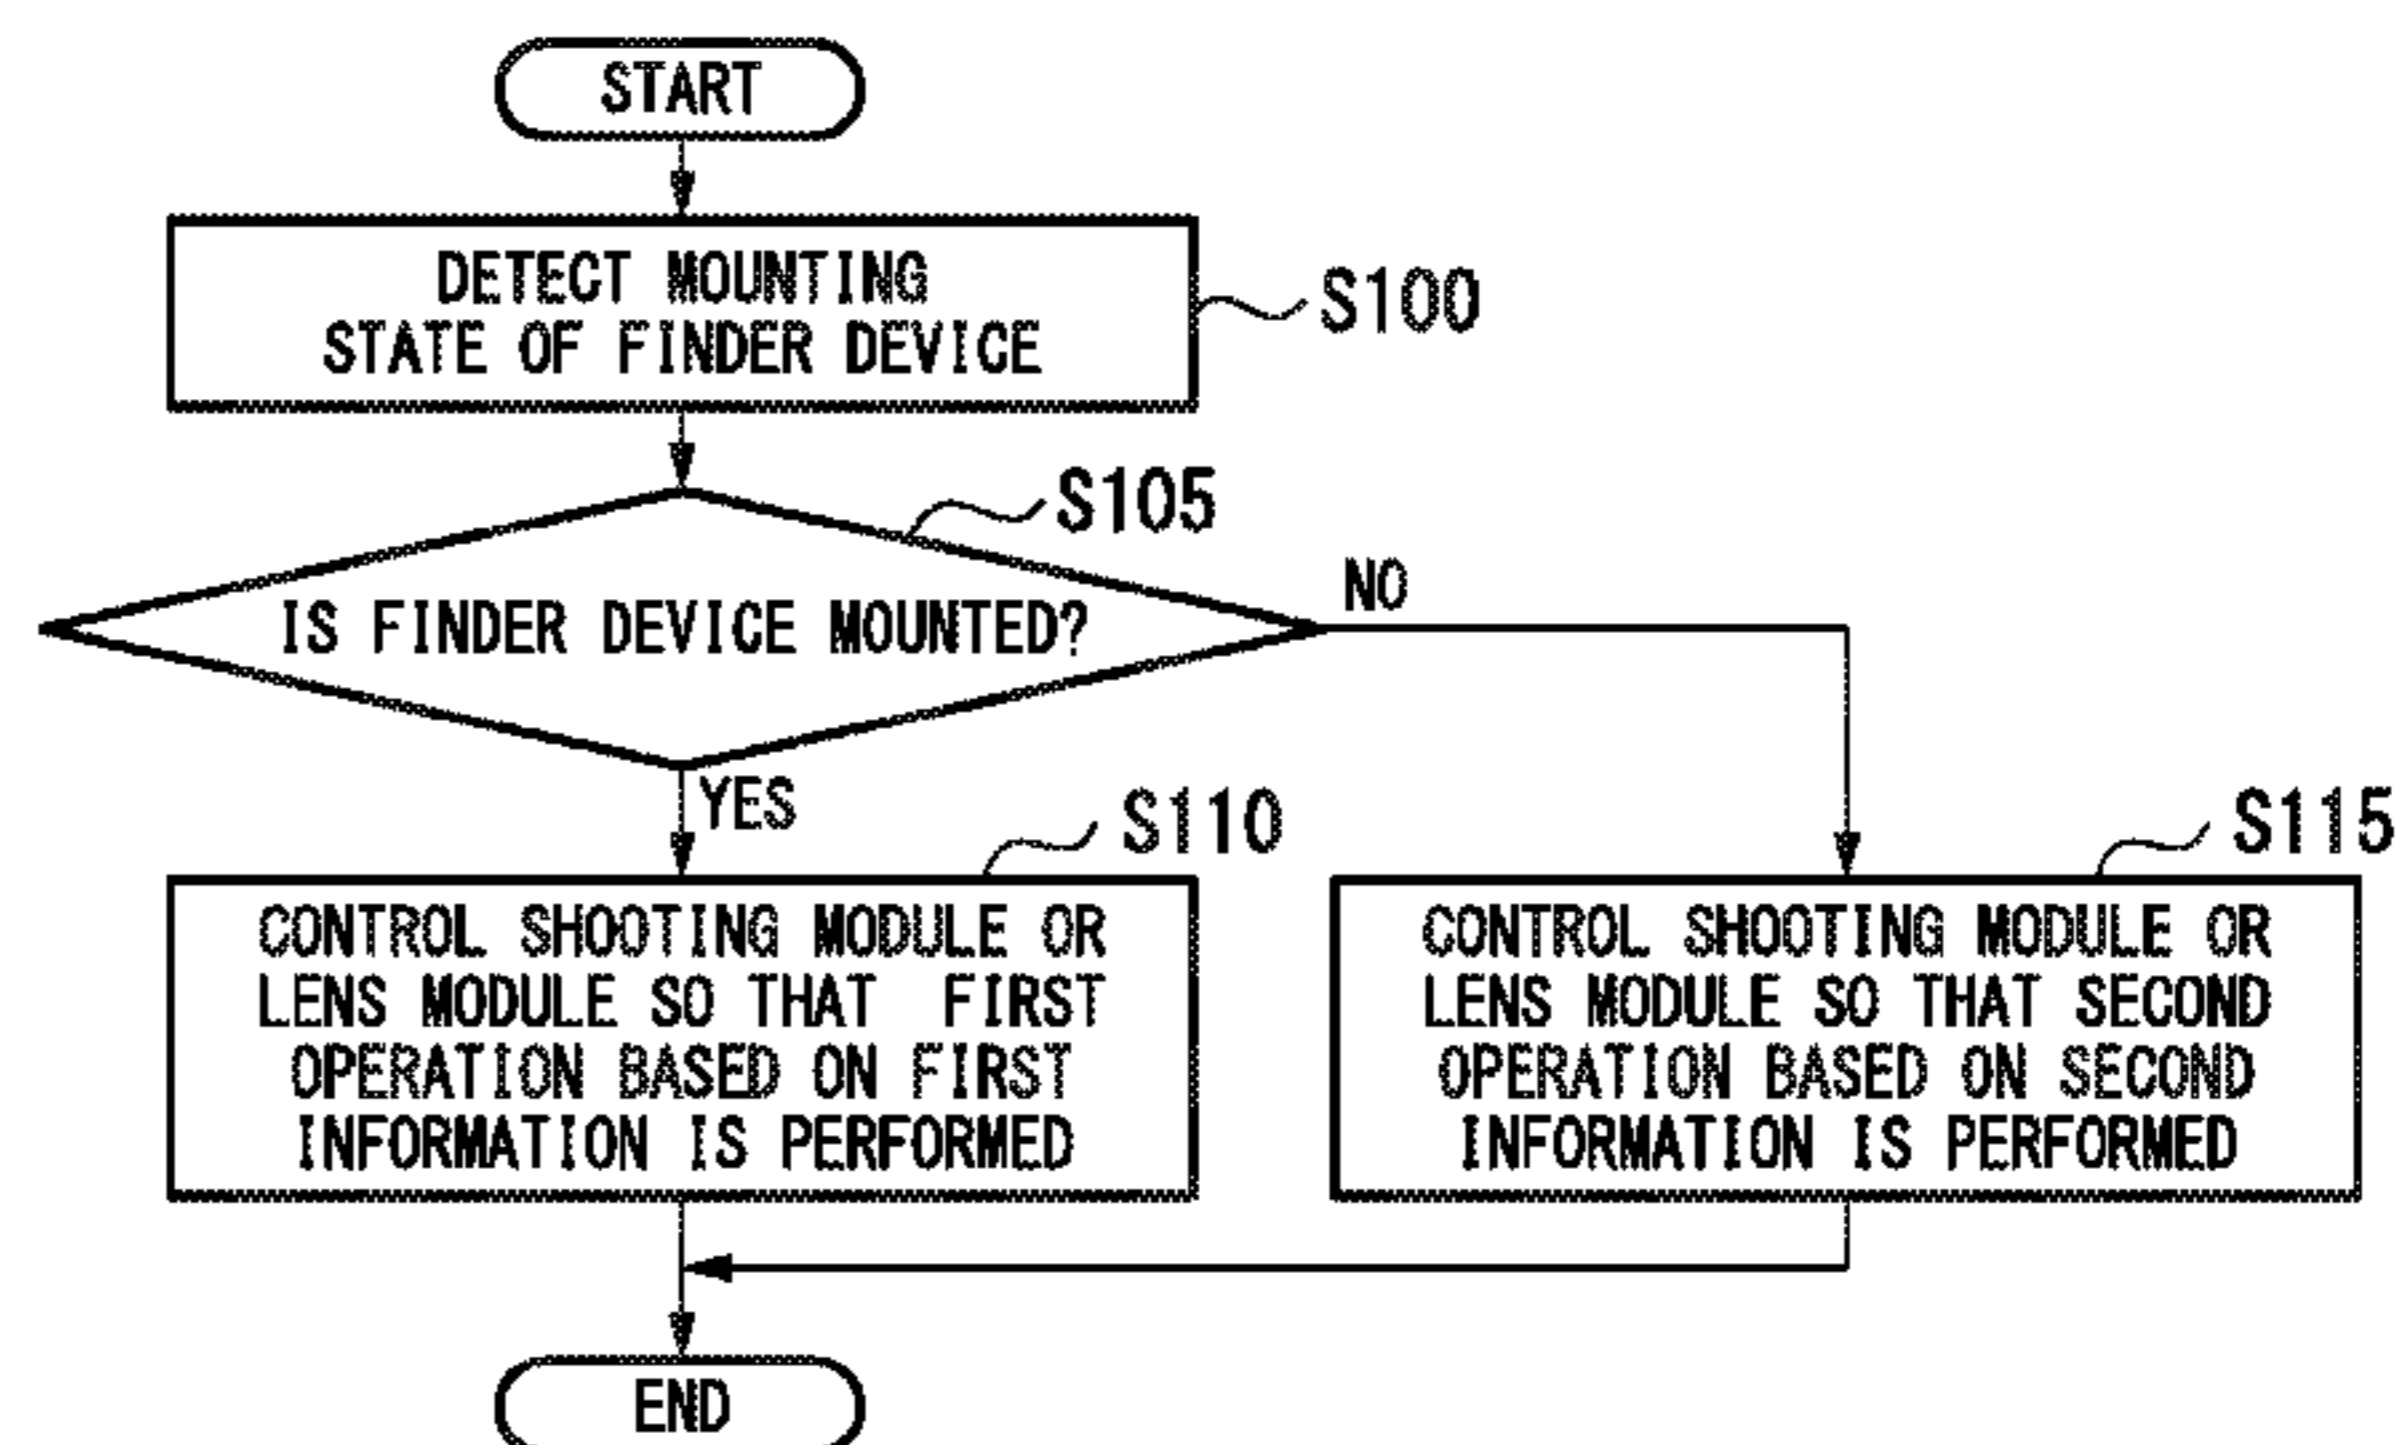 START
DETECT MOUNTING
STATE OF FINDER DEVICE
S100
S105
IS FINDER DEVICE MOUNTED?
NO
YES
S110
CONTROL SHOOTING MODULE OR
LENS MODULE SO THAT FIRST
OPERATION BASED ON FIRST
INFORMATION IS PERFORMED
S115
CONTROL SHOOTING MODULE OR
LENS MODULE SO THAT SECOND
OPERATION BASED ON SECOND
INFORMATION IS PERFORMED
END